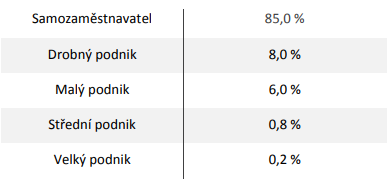 Samozaměstnavatel 85,0 %
Drobný podnik 8,0 %
Malý podnik 6,0 %
Střední podnik 0,8 %
Velký podnik 0,2 %